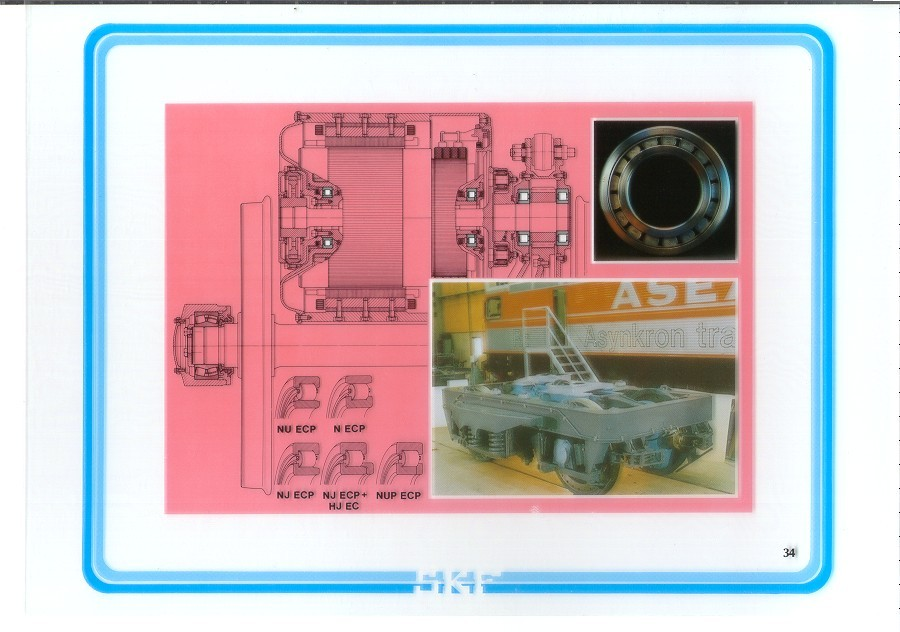 ASEA
Asynkron tra
NU ECP
N ECP
NJ ECP
NJ ECP+
HJ EC
NUP ECP
34
SKF